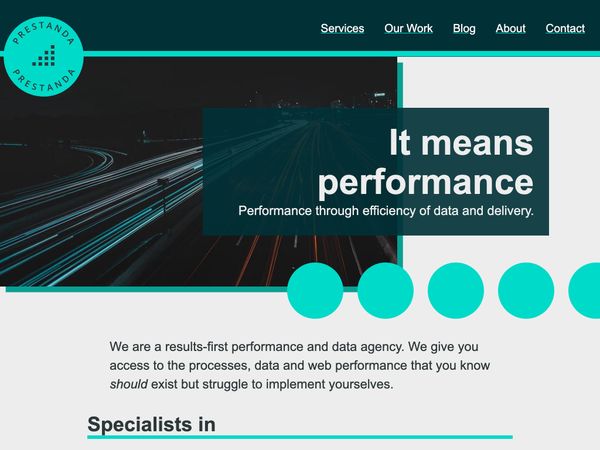 PRESTANDA
PRESTANDA
Services Our Work Blog About Contact
It means
performance
Performance through efficiency of data and delivery.
We are a results-first performance and data agency. We give you
access to the processes, data and web performance that you know
should exist but struggle to implement yourselves.
Specialists in